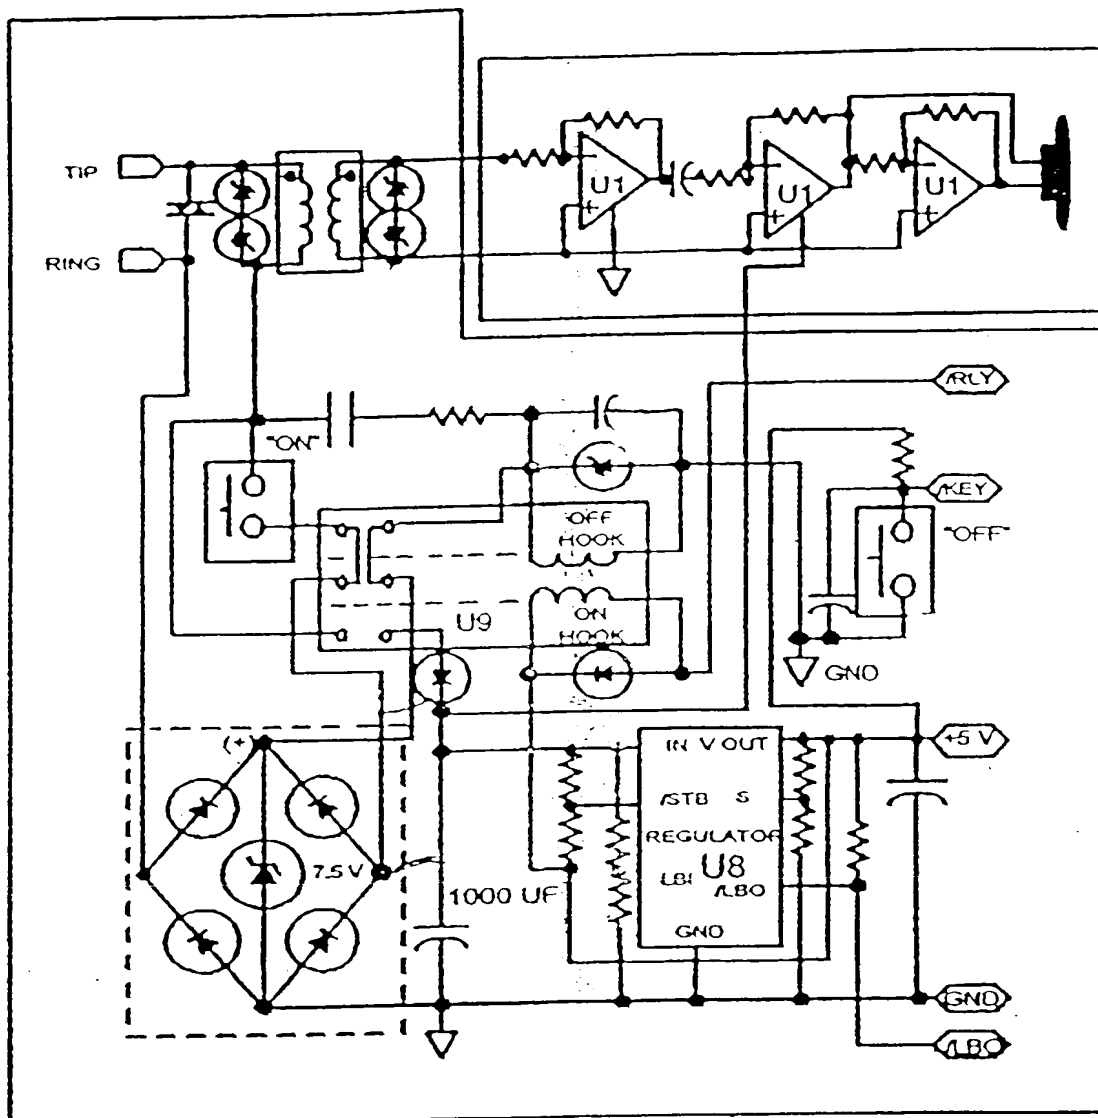 TIP
RING
U1
U1
U1
/RLY
"ON"
/KEY
OFF
HOOK
"OFF"
ON
HOOK
U9
GND
(+)
IN V OUT
+5 V
/STB S
REGULATOR
U8
7.5 V
LBI
/LBO
1000 UF
GND
GND
/LBO